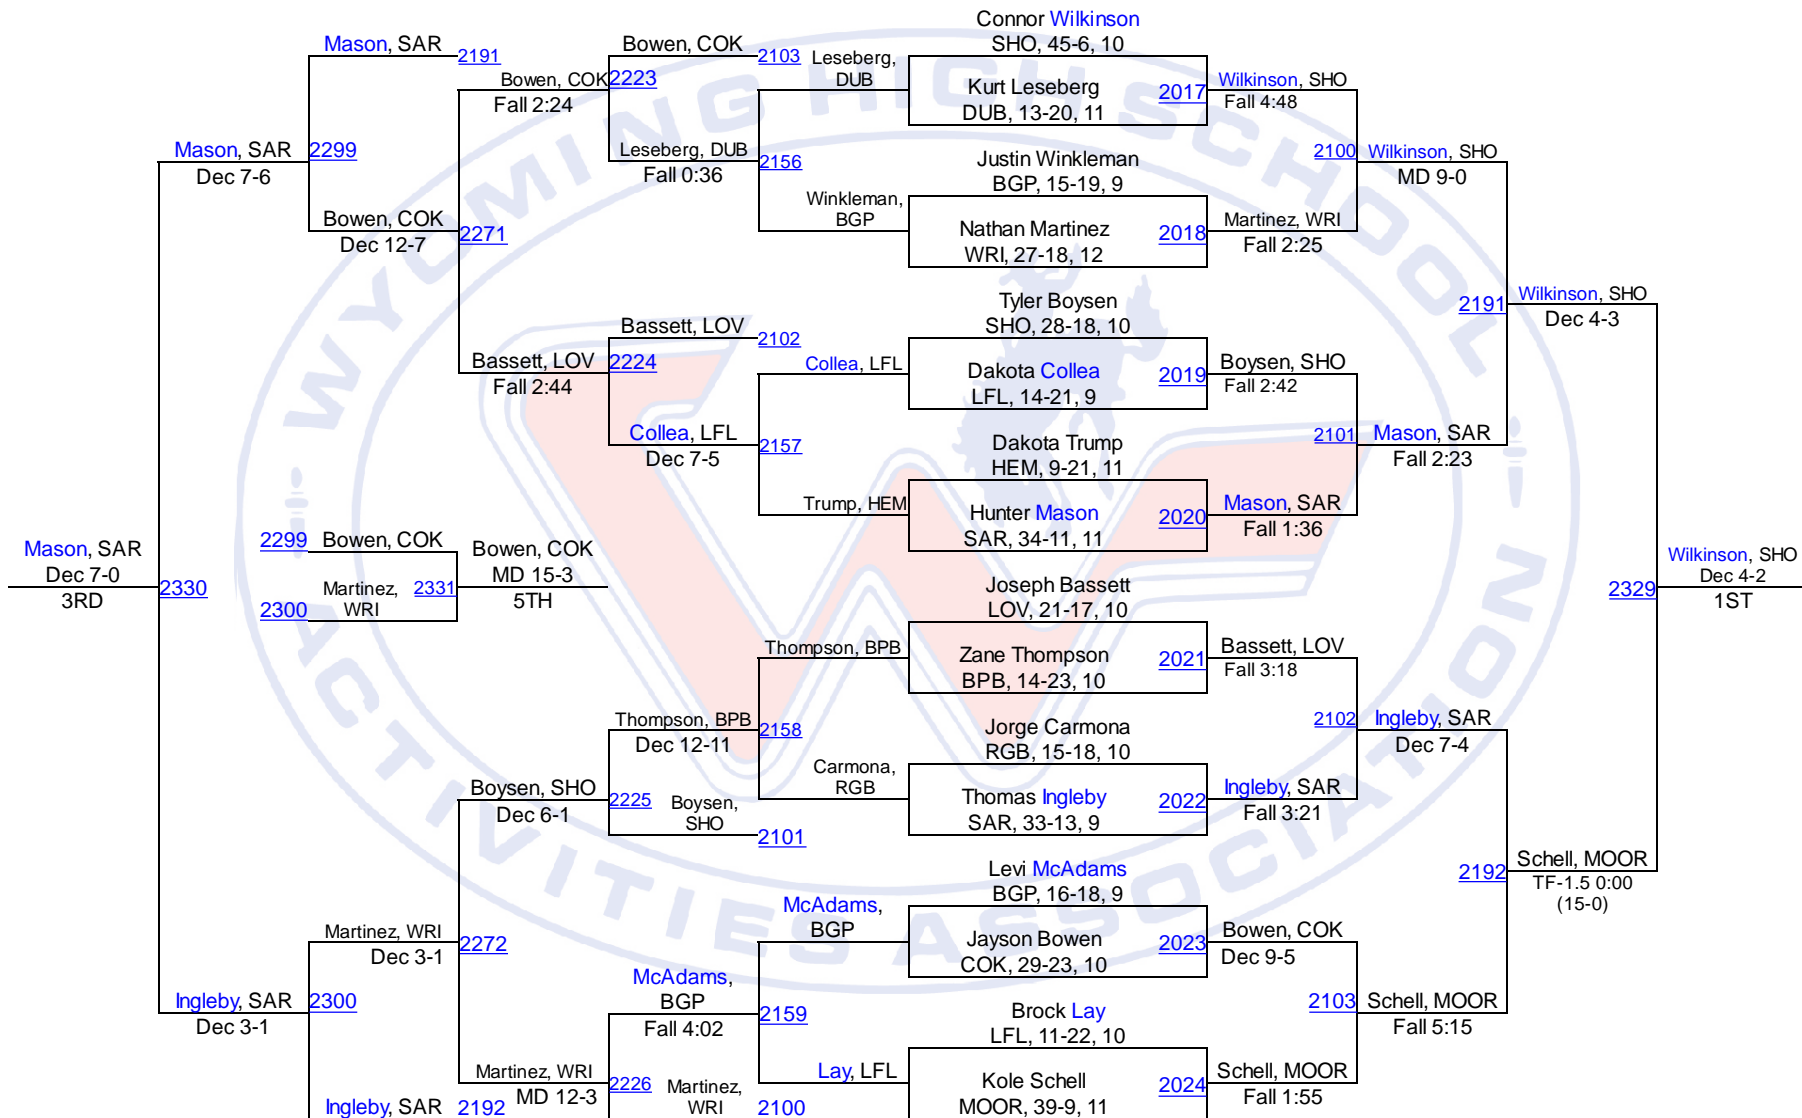 Connor Wilkinson
SHO, 45-6, 10
Mason, SAR
2191
Bowen, COK
2103
Leseberg,
DUB
Bowen, COK
2223
Fall 2:24
Kurt Leseberg
DUB, 13-20, 11
2017
Wilkinson, SHO
Fall 4:48
Mason, SAR
2299
Dec 7-6
Leseberg, DUB
Fall 0:36
2156
Justin Winkleman
BGP, 15-19, 9
2100
Wilkinson, SHO
MD 9-0
Bowen, COK
Dec 12-7
2271
Winkleman,
BGP
Nathan Martinez
WRI, 27-18, 12
2018
Martinez, WRI
Fall 2:25
Tyler Boysen
SHO, 28-18, 10
2191
Wilkinson, SHO
Dec 4-3
Bassett, LOV
2102
Bassett, LOV
2224
Fall 2:44
Collea, LFL
Dakota Collea
LFL, 14-21, 9
2019
Boysen, SHO
Fall 2:42
Collea, LFL
Dec 7-5
2157
Dakota Trump
HEM, 9-21, 11
2101
Mason, SAR
Fall 2:23
Trump, HEM
Hunter Mason
SAR, 34-11, 11
2020
Mason, SAR
Fall 1:36
Mason, SAR
Dec 7-0
3RD
2330
2299
Bowen, COK
Martinez,
WRI
2300
2331
Bowen, COK
MD 15-3
5TH
Joseph Bassett
LOV, 21-17, 10
2329
Wilkinson, SHO
Dec 4-2
1ST
Thompson, BPB
Zane Thompson
BPB, 14-23, 10
2021
Bassett, LOV
Fall 3:18
Thompson, BPB
Dec 12-11
2158
Jorge Carmona
RGB, 15-18, 10
2102
Ingleby, SAR
Dec 7-4
Carmona,
RGB
Boysen, SHO
Dec 6-1
2225
Boysen,
SHO
2101
Thomas Ingleby
SAR, 33-13, 9
2022
Ingleby, SAR
Fall 3:21
Levi McAdams
BGP, 16-18, 9
2192
Schell, MOOR
TF-1.5 0:00
(15-0)
McAdams,
BGP
Jayson Bowen
COK, 29-23, 10
2023
Bowen, COK
Dec 9-5
Martinez, WRI
Dec 3-1
2272
McAdams,
BGP
Fall 4:02
2159
Ingleby, SAR
Dec 3-1
2300
Brock Lay
LFL, 11-22, 10
2103
Schell, MOOR
Fall 5:15
Martinez, WRI
MD 12-3
2226
Martinez,
WRI
2100
Lay, LFL
Kole Schell
MOOR, 39-9, 11
2024
Schell, MOOR
Fall 1:55
Ingleby, SAR
2192
WYOMING HIGH SCHOOL
ACTIVITIES ASSOCIATION